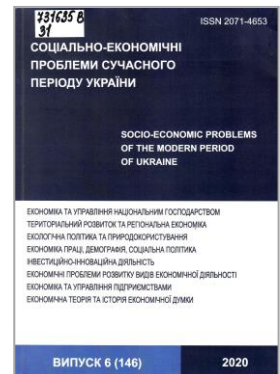 731635 В
31
ISSN 2071-4653
СОЦІАЛЬНО-ЕКОНОМІЧНІ
ПРОБЛЕМИ СУЧАСНОГО
ПЕРІОДУ УКРАЇНИ
SOCIO-ECONOMIC PROBLEMS
OF THE MODERN PERIOD
OF UKRAINE
ЕКОНОМІКА ТА УПРАВЛІННЯ НАЦІОНАЛЬНИМ ГОСПОДАРСТВОМ
ТЕРИТОРІАЛЬНИЙ РОЗВИТОК ТА РЕГІОНАЛЬНА ЕКОНОМІКА
ЕКОЛОГІЧНА ПОЛІТИКА ТА ПРИРОДОКОРИСТУВАННЯ
ЕКОНОМІКА ПРАЦІ, ДЕМОГРАФІЯ, СОЦІАЛЬНА ПОЛІТИКА
ІНВЕСТИЦІЙНО-ІННОВАЦІЙНА ДІЯЛЬНІСТЬ
ЕКОНОМІЧНІ ПРОБЛЕМИ РОЗВИТКУ ВИДІВ ЕКОНОМІЧНОЇ ДІЯЛЬНОСТІ
ЕКОНОМІКА ТА УПРАВЛІННЯ ПІДПРИЄМСТВАМИ
ЕКОНОМІЧНА ТЕОРІЯ ТА ІСТОРІЯ ЕКОНОМІЧНОЇ ДУМКИ
ВИПУСК 6 (146) 2020